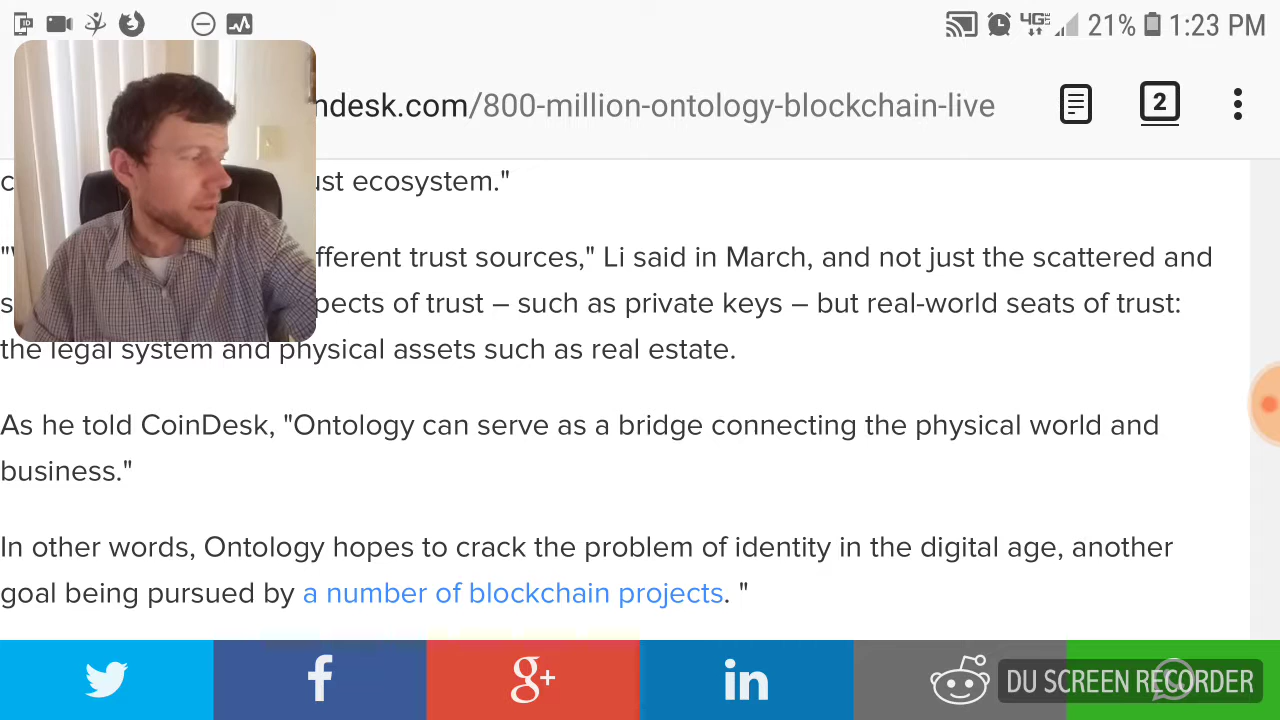 21% 1:23 PM
ndesk.com/800-million-ontology-blockchain-live
2
ust ecosystem."
fferent trust sources," Li said in March, and not just the scattered and
pects of trust – such as private keys – but real-world seats of trust:
the legal system and physical assets such as real estate.
As he told CoinDesk, "Ontology can serve as a bridge connecting the physical world and
business."
In other words, Ontology hopes to crack the problem of identity in the digital age, another
goal being pursued by a number of blockchain projects. "
g+ in DU SCREEN RECORDER